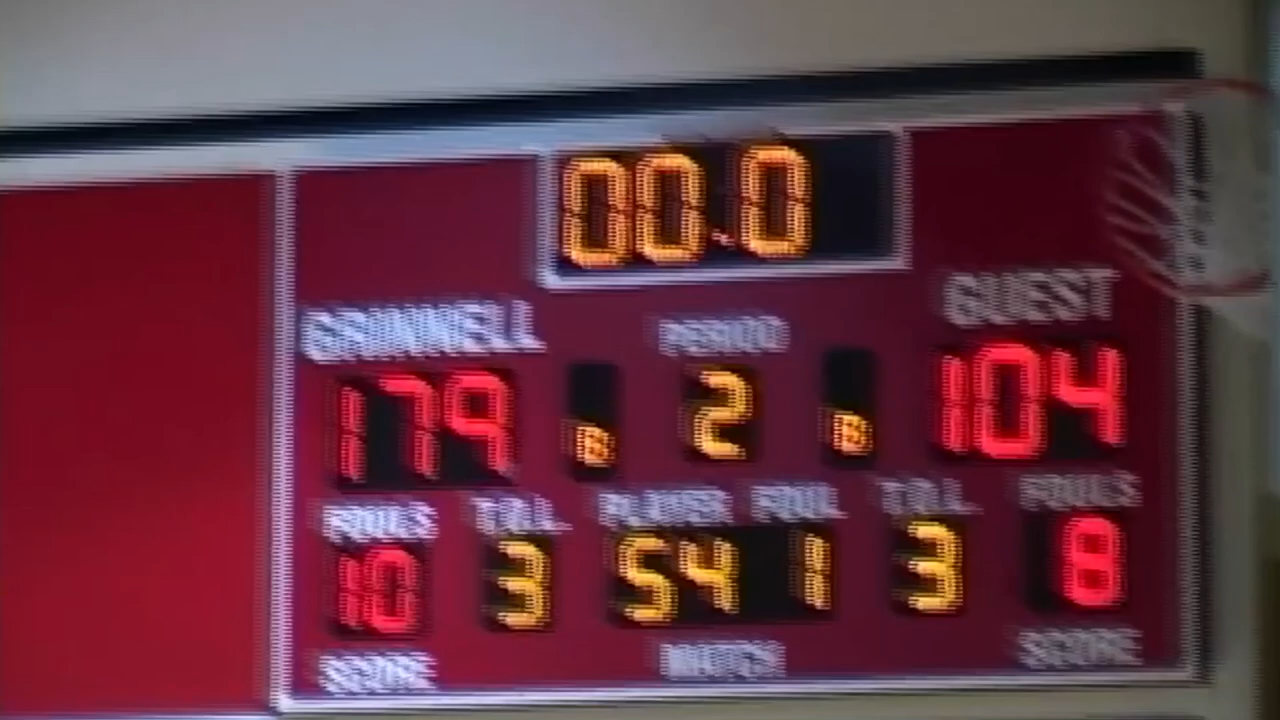 00.0
GRINNELL PERIOD GUEST
179 B 2 B 104
FOULS T.O.L. PLAYER FOUL T.O.L. FOULS
10 3 54 1 3 8
SCORE MATCH SCORE